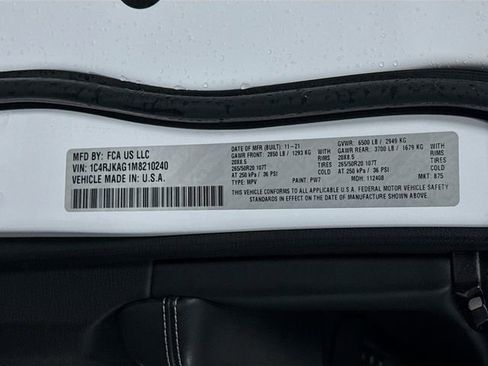 MFD BY: FCA US LLC
VIN: 1C4RJKAG1M8210240
VEHICLE MADE IN: U.S.A.
DATE OF MFR (BUILT): 11-21
GAWR FRONT: 2850 LB / 1293 KG
20X8.5 TIRES
265/50R20 107T COLD
AT 250 kPa / 36 PSI
TYPE: MPV
PAINT: PW7
GVWR: 6500 LB / 2949 KG
GAWR REAR: 3700 LB / 1679 KG
20X8.5 TIRES
265/50R20 107T COLD
AT 250 kPa / 36 PSI
MDH: 112408
MKT: 875
THIS VEHICLE CONFORMS TO ALL APPLICABLE U.S.A. FEDERAL MOTOR VEHICLE SAFETY
STANDARDS IN EFFECT ON THE DATE OF MANUFACTURE SHOWN ABOVE.